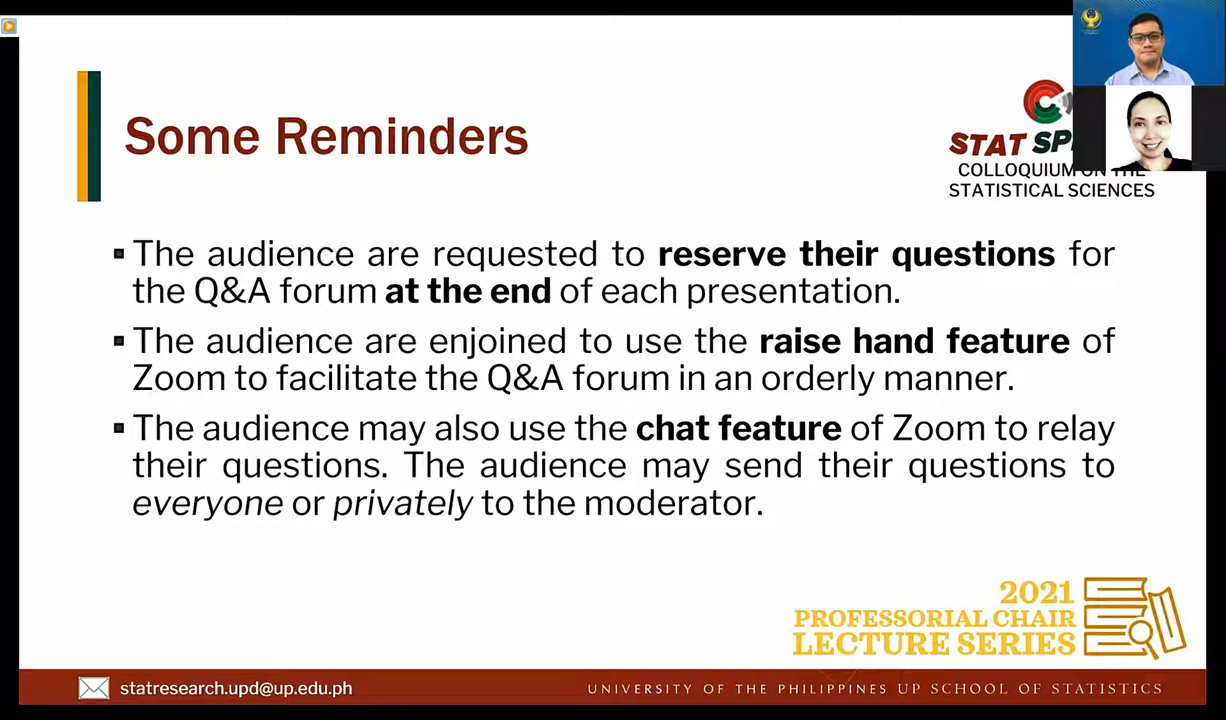 Some Reminders
STAT
COLLOQUIUM ON THE
STATISTICAL SCIENCES
The audience are requested to reserve their questions for
the Q&A forum at the end of each presentation.
The audience are enjoined to use the raise hand feature of
Zoom to facilitate the Q&A forum in an orderly manner.
The audience may also use the chat feature of Zoom to relay
their questions. The audience may send their questions to
everyone or privately to the moderator.
2021
PROFESSORIAL CHAIR
LECTURE SERIES
statresearch.upd@up.edu.ph
UNIVERSITY OF THE PHILIPPINES UP SCHOOL OF STATISTICS